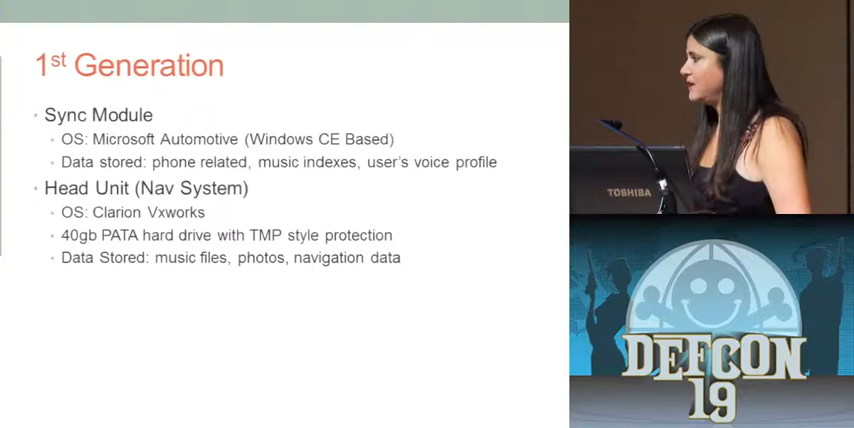 1st Generation
Sync Module
OS: Microsoft Automotive (Windows CE Based)
Data stored: phone related, music indexes, user's voice profile
Head Unit (Nav System)
OS: Clarion Vxworks
40gb PATA hard drive with TMP style protection
Data Stored: music files, photos, navigation data
TOSHIBA
DEFCON
19